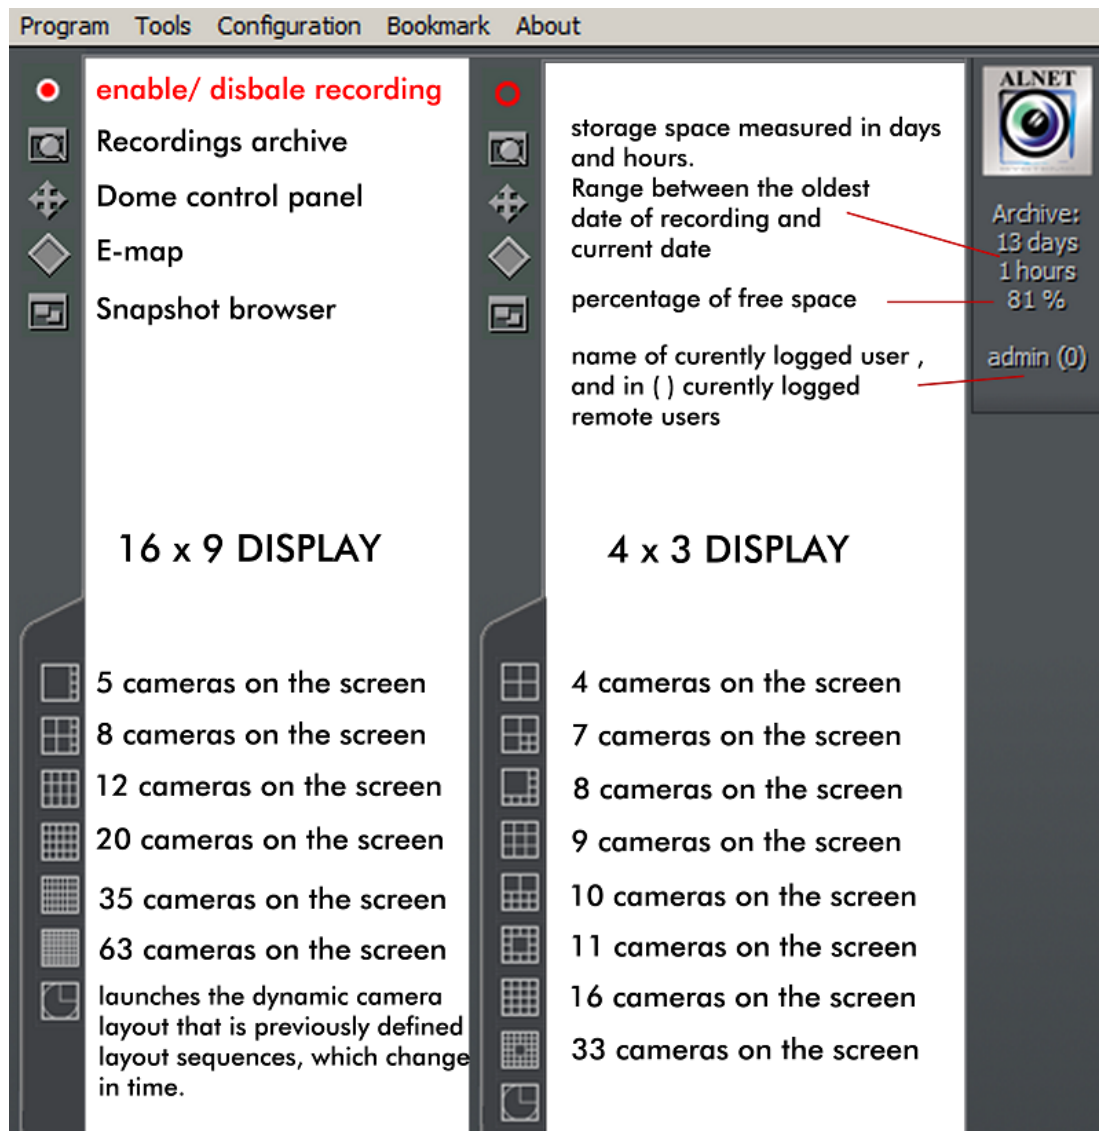 Program Tools Configuration Bookmark About
enable/ disbale recording
Recordings archive
Dome control panel
E-map
Snapshot browser
16 x 9 DISPLAY
5 cameras on the screen
8 cameras on the screen
12 cameras on the screen
20 cameras on the screen
35 cameras on the screen
63 cameras on the screen
launches the dynamic camera
layout that is previously defined
layout sequences, which change
in time.
storage space measured in days
and hours.
Range between the oldest
date of recording and
current date
percentage of free space
name of curently logged user ,
and in ( ) curently logged
remote users
4 x 3 DISPLAY
4 cameras on the screen
7 cameras on the screen
8 cameras on the screen
9 cameras on the screen
10 cameras on the screen
11 cameras on the screen
16 cameras on the screen
33 cameras on the screen
ALNET
Archive:
13 days
1 hours
81 %
admin (0)